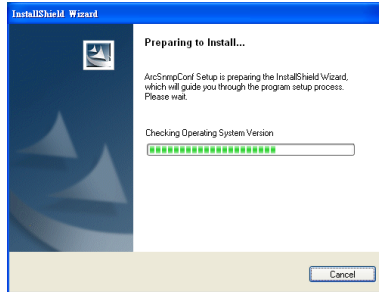 InstallShield Wizard
Preparing to Install...
ArcSnmpConf Setup is preparing the InstallShield Wizard,
which will guide you through the program setup process.
Please wait.
Checking Operating System Version
Cancel